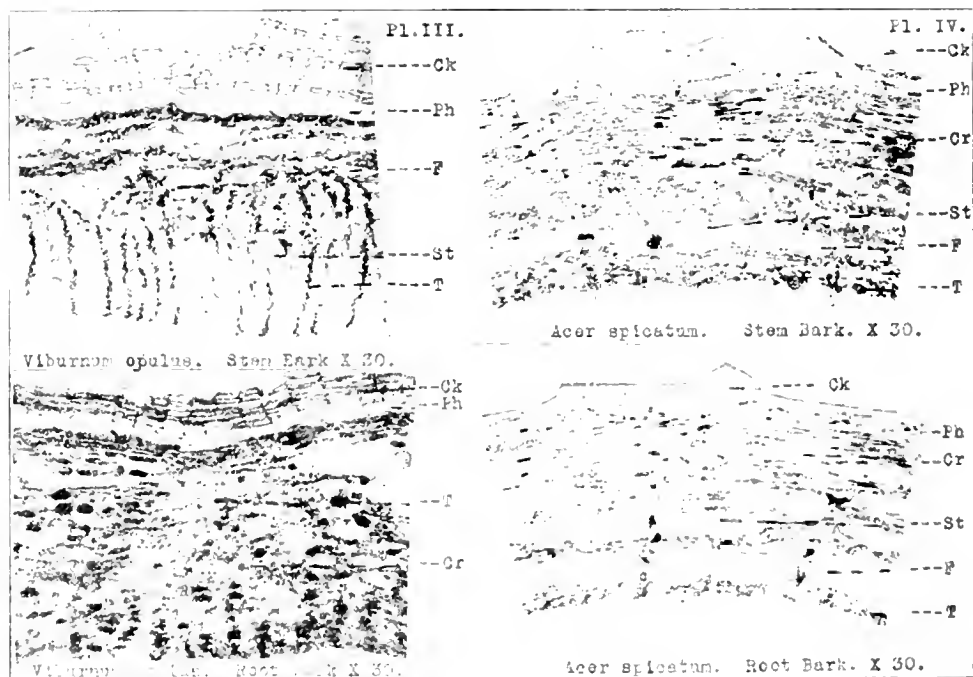 Pl.III.
Ck
Ph
F
St
T
Viburnum opulus. Stem Bark X 30.
Ck
Ph
T
Cr
Root X 30.
Pl. IV.
Ck
Ph
Cr
St
F
T
Acer spicatum. Stem Bark. X 30.
Ck
Ph
Cr
St
F
T
Acer spicatum. Root Bark. X 30.